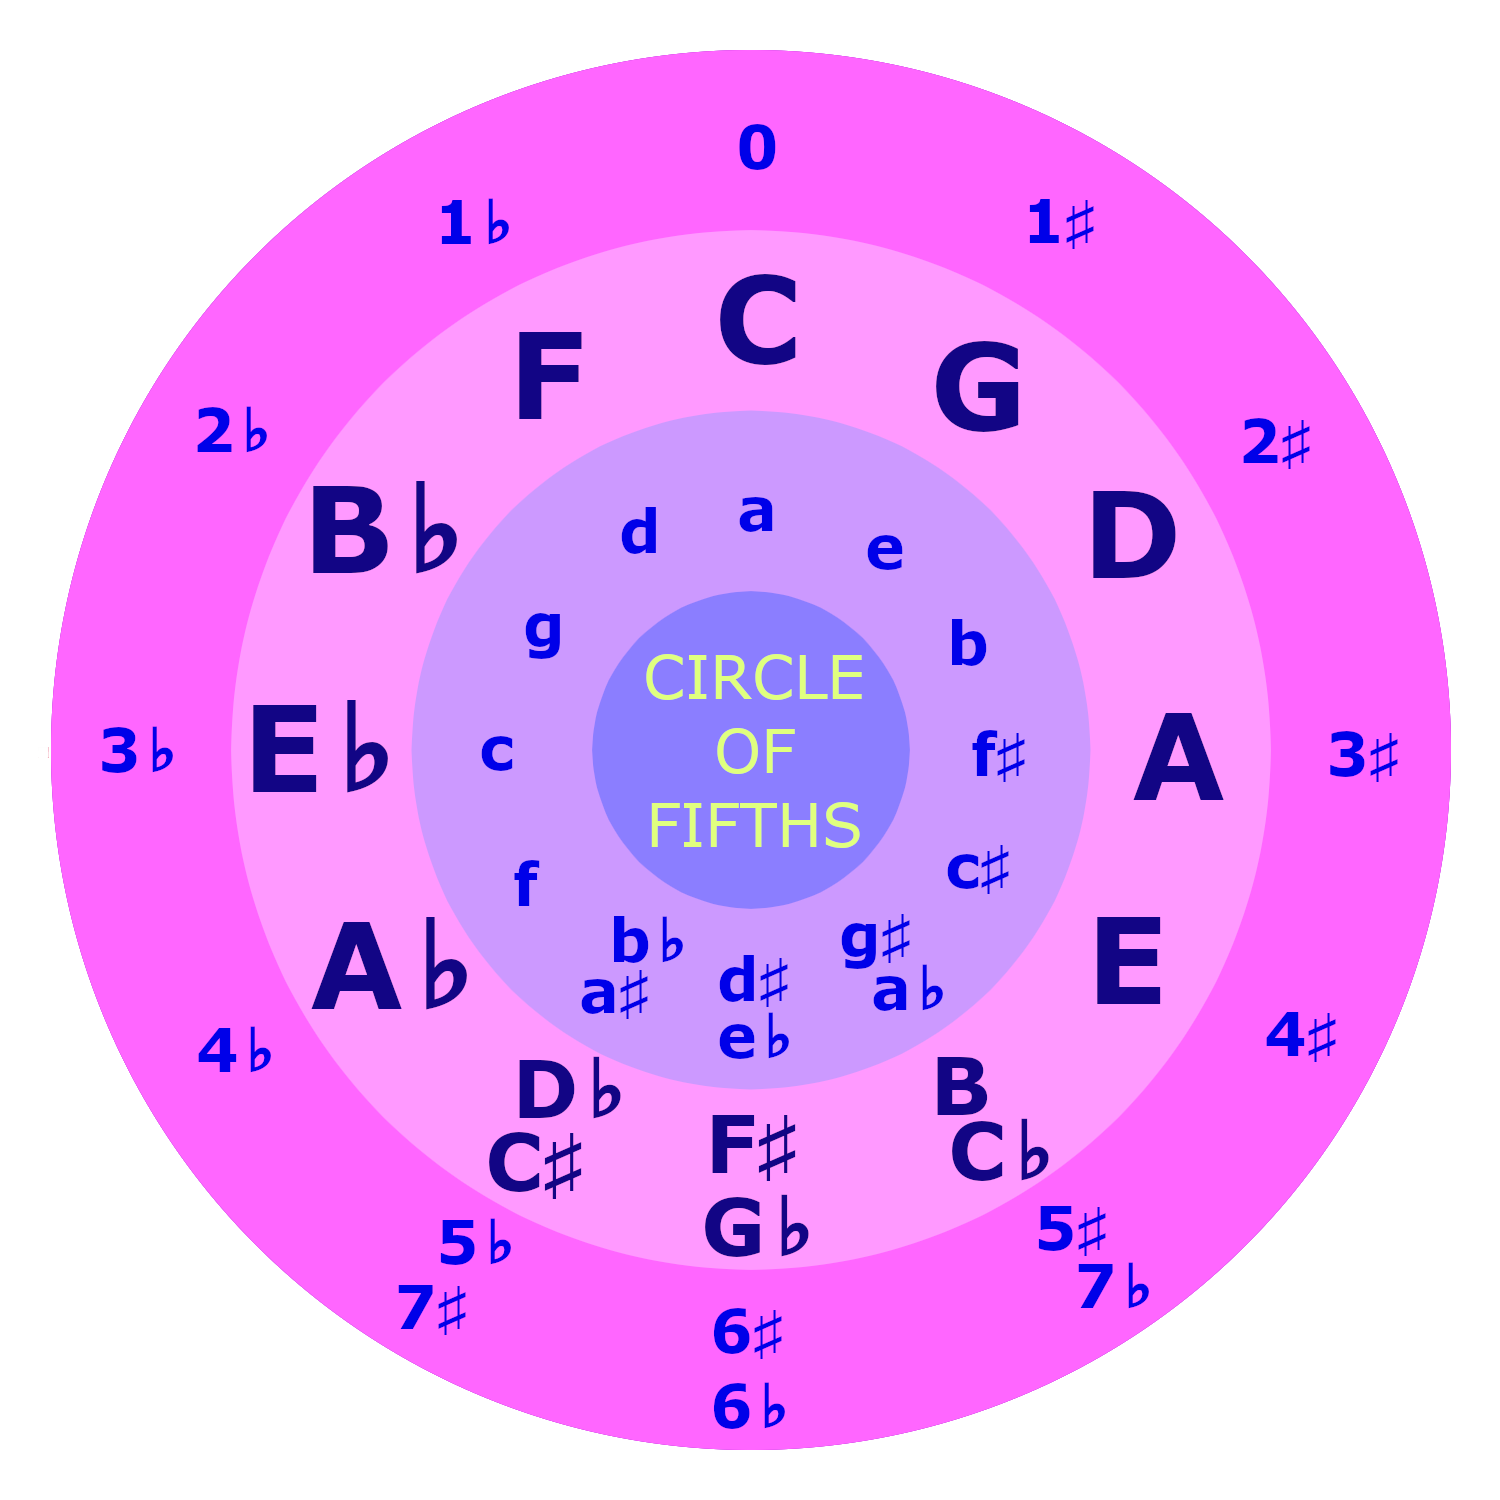 0
1♭
1♯
C
F
G
2♭
2♯
B♭
D
a
d
e
g
b
CIRCLE
OF
FIFTHS
3♭
E♭
c
f♯
A
3♯
f
c♯
A♭
E
b♭
g♯
a♯
d♯
a♭
e♭
4♭
4♯
D♭
B
C♯
F♯
C♭
G♭
5♭
5♯
7♯
7♭
6♯
6♭